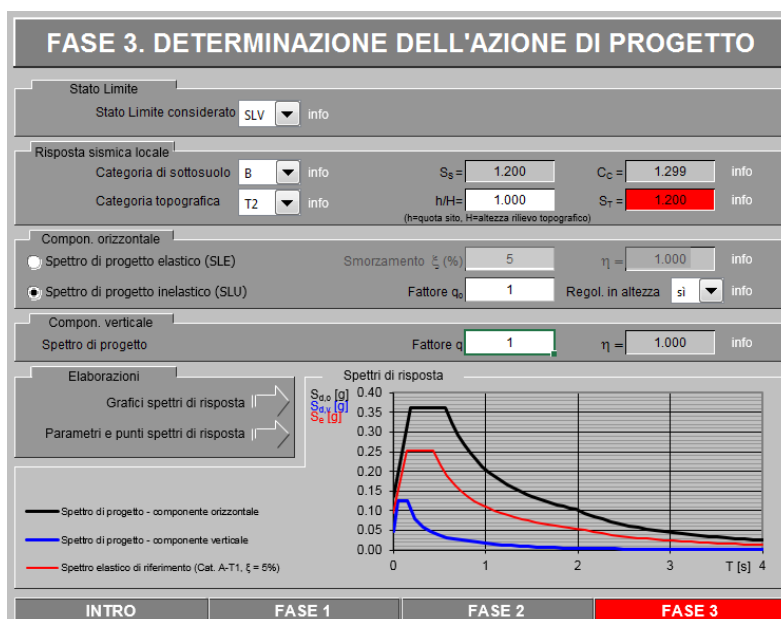 FASE 3. DETERMINAZIONE DELL'AZIONE DI PROGETTO
Stato Limite
Stato Limite considerato SLV info
Risposta sismica locale
Categoria di sottosuolo B info SS = 1.200 CC = 1.299 info
Categoria topografica T2 info h/H= 1.000 ST = 1.200 info
(h=quota sito, H=altezza rilievo topografico)
Compon. orizzontale
Spettro di progetto elastico (SLE) Smorzamento ξ (%) 5 η = 1.000 info
Spettro di progetto inelastico (SLU) Fattore qo 1 Regol. in altezza sì info
Compon. verticale
Spettro di progetto Fattore q 1 η = 1.000 info
Elaborazioni
Grafici spettri di risposta
Parametri e punti spettri di risposta
Spettri di risposta
Sd,o [g]
Sd,v [g]
Se [g]
0.40
0.35
0.30
0.25
0.20
0.15
0.10
0.05
0.00
0 1 2 3 T [s] 4
Spettro di progetto - componente orizzontale
Spettro di progetto - componente verticale
Spettro elastico di riferimento (Cat. A-T1, ξ = 5%)
INTRO FASE 1 FASE 2 FASE 3